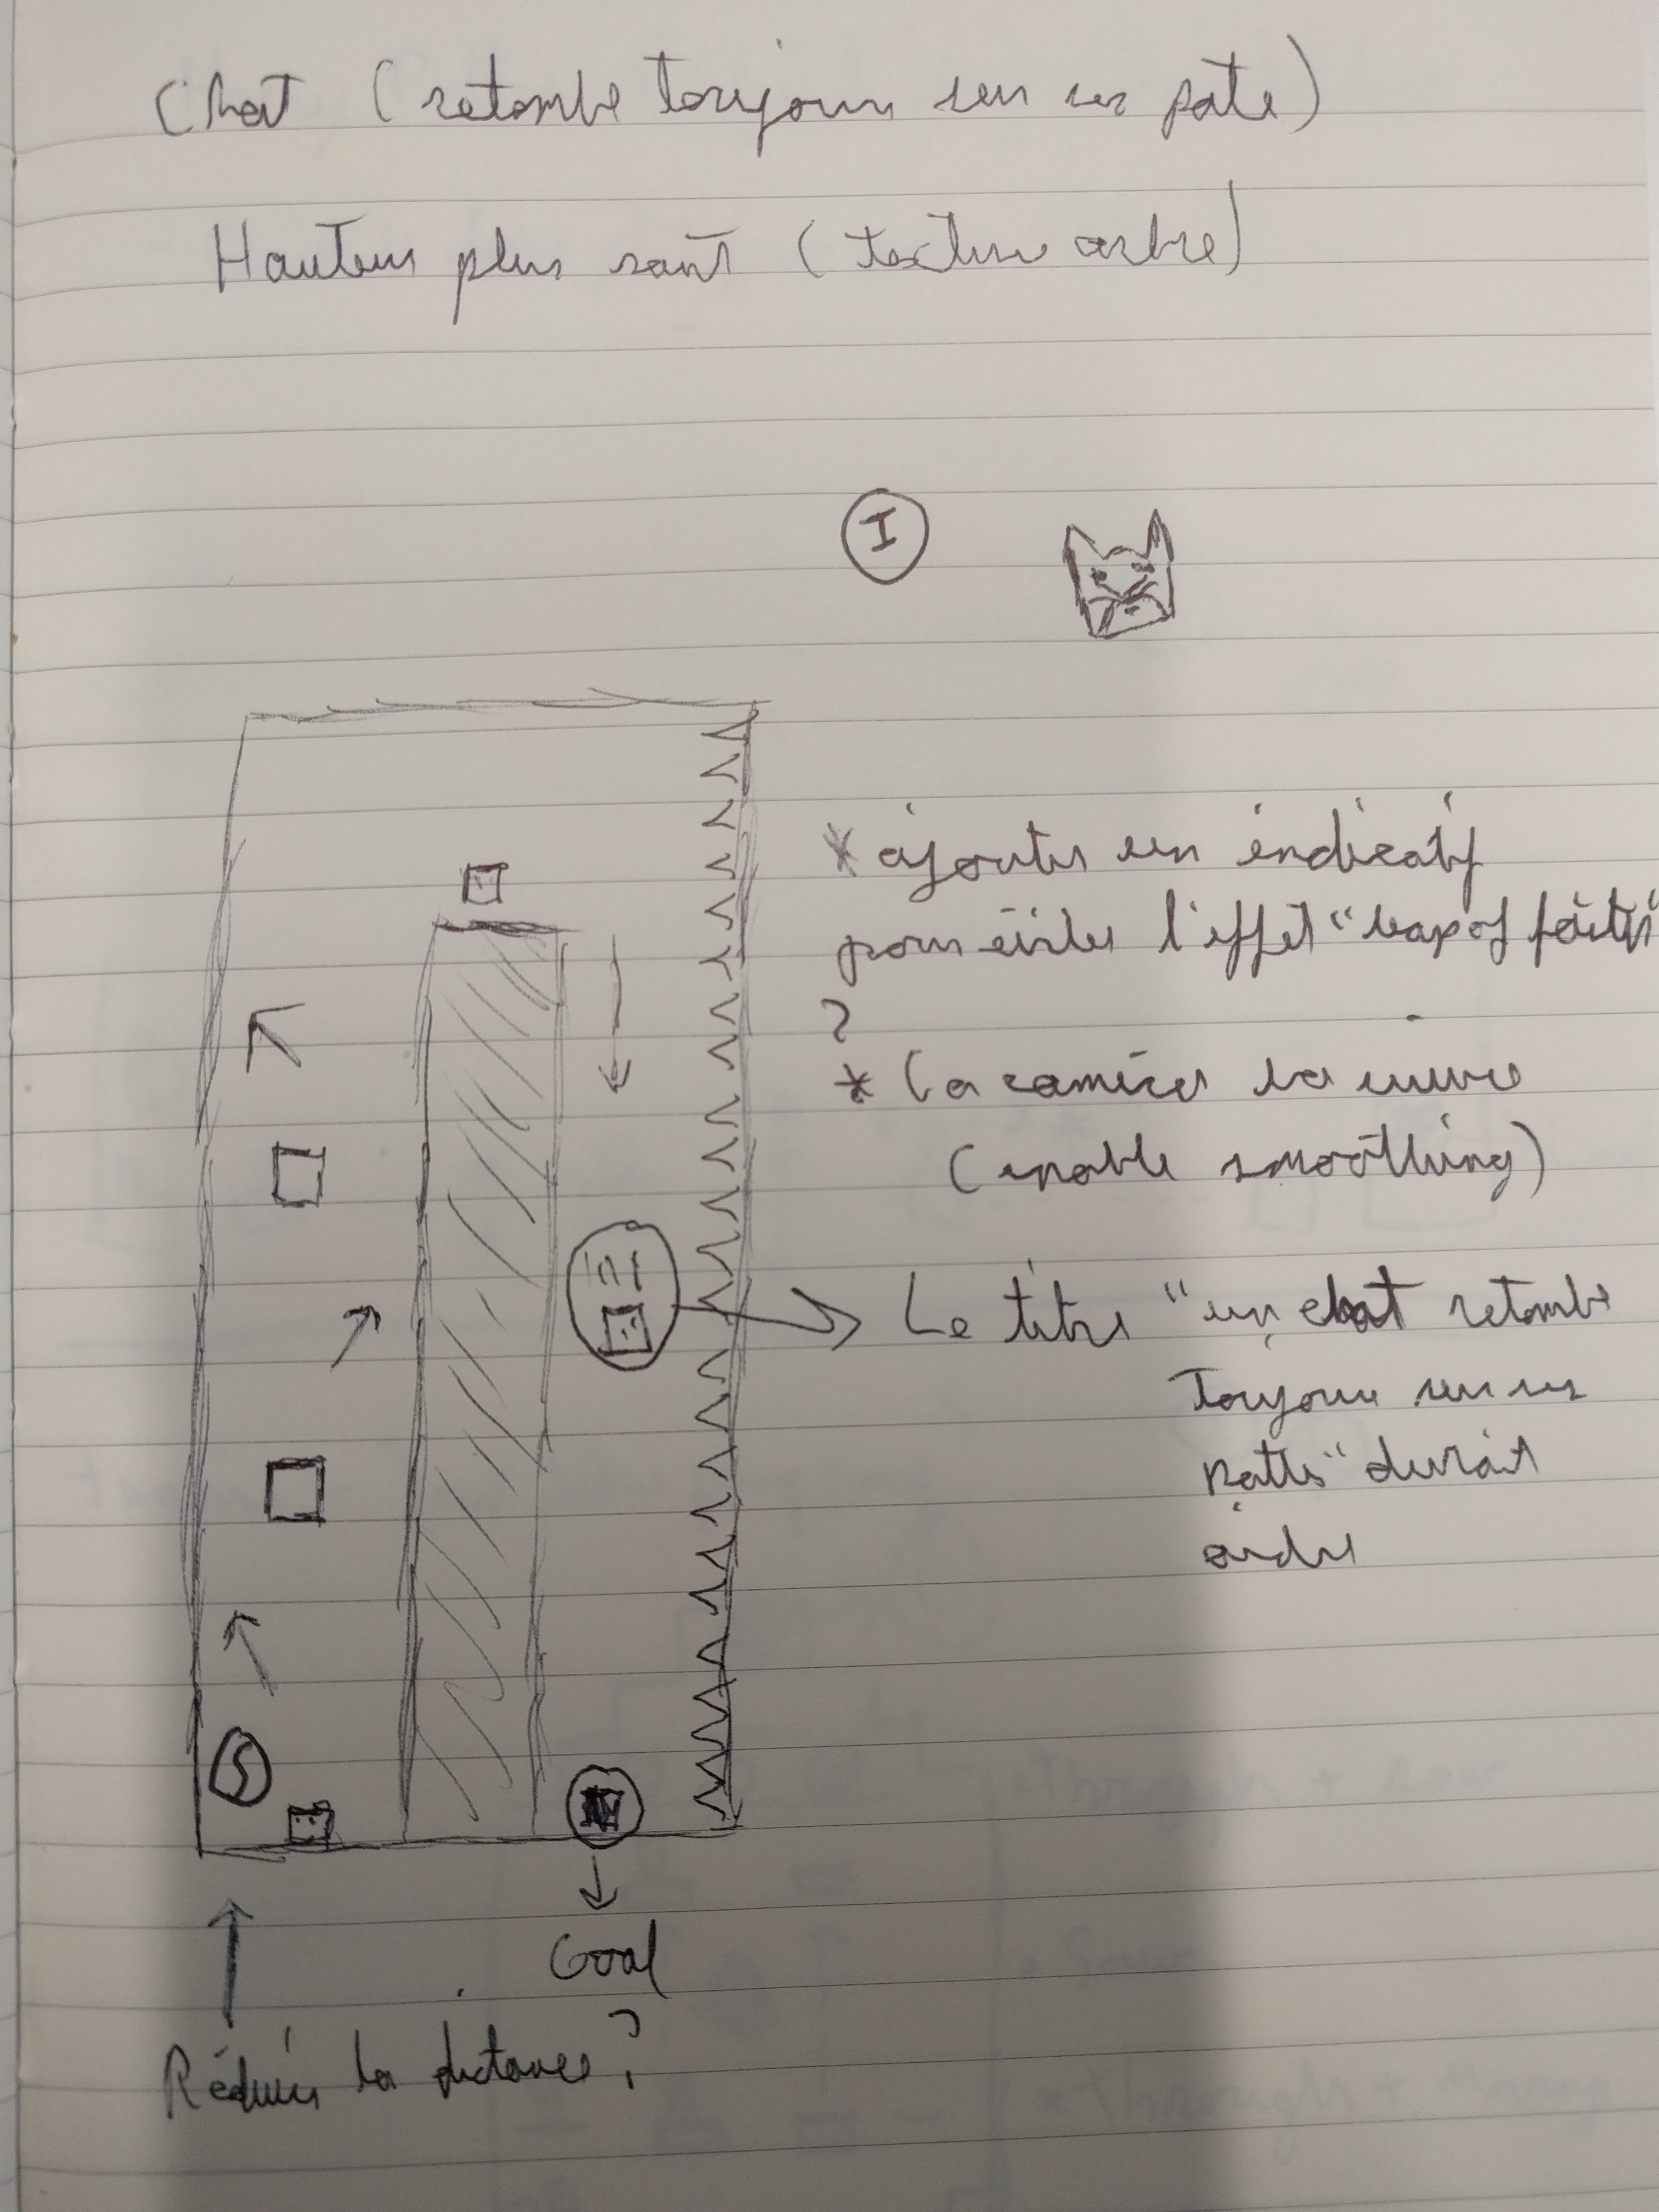 Chat (retombe toujours sur ses pate)
Hauteur plus sant (texture arbre)
I
* ajouter un indicatif
pour éviter l'effet "leap of faith"
?
* la caméra la suivre
(enable smoothing)
Le titre "un chat retombe
toujours sur ses
pattes" devrait
aider
S
Goal
Réduire la distance ?